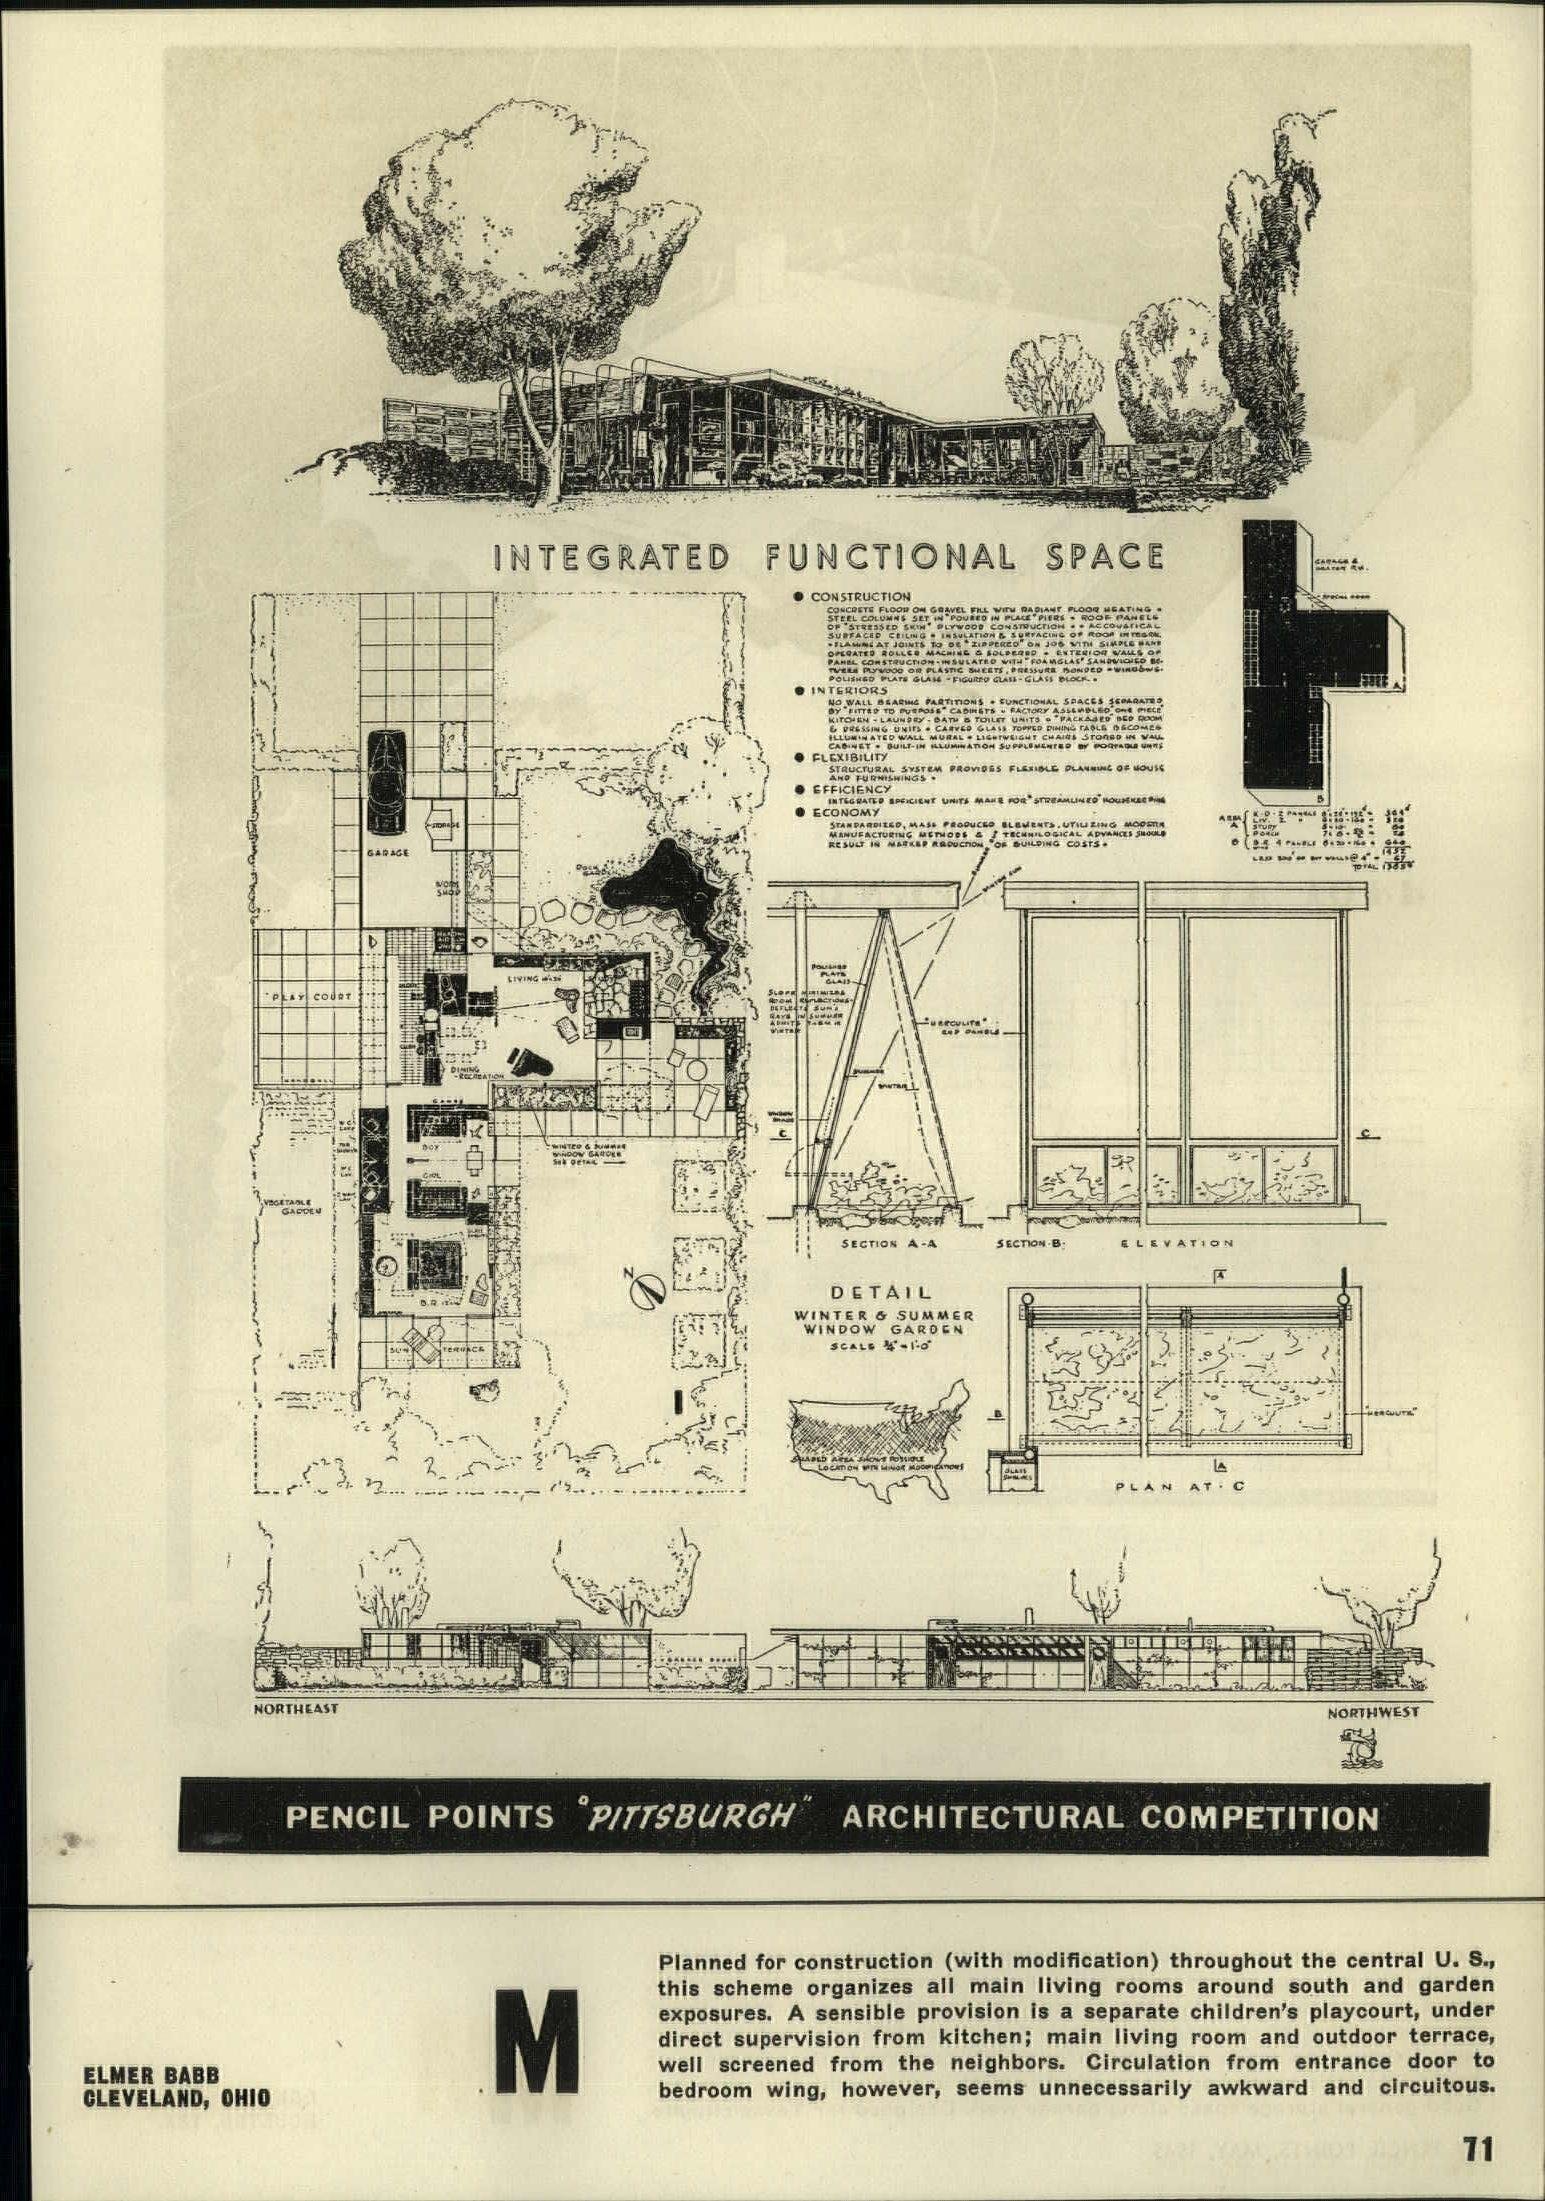 INTEGRATED FUNCTIONAL SPACE
GARAGE &
HEATER RM.
● CONSTRUCTION
CONCRETE FLOOR ON GRAVEL FILL WITH RADIANT FLOOR HEATING •
STEEL COLUMNS SET IN "POURED IN PLACE" PIERS • ROOF PANELS
OF "STRESSED SKIN" PLYWOOD CONSTRUCTION • • ACCOUSTICAL
SURFACED CEILING • INSULATION & SURFACING OF ROOF INTEGRAL
• FLASHING AT JOINTS TO BE "ZIPPERED" ON JOB WITH SIMPLE HAND
OPERATED ROLLER MACHINE & SOLDERED • EXTERIOR WALLS OF
PANEL CONSTRUCTION - INSULATED WITH "FOAMGLAS" SANDWICHED BE-
TWEEN PLYWOOD OR PLASTIC SHEETS, PRESSURE BONDED • WINDOWS -
POLISHED PLATE GLASS - FIGURED GLASS - GLASS BLOCK. •
● INTERIORS
NO WALL BEARING PARTITIONS • FUNCTIONAL SPACES SEPARATED
BY "FITTED TO PURPOSE" CABINETS • FACTORY ASSEMBLED "ONE PIECE"
KITCHEN - LAUNDRY - BATH & TOILET UNITS • "PACKAGED" BED ROOM
& DRESSING UNITS • CARVED GLASS TOPPED DINING TABLE BECOMES
ILLUMINATED WALL MURAL • LIGHTWEIGHT CHAIRS STORED IN WALL
CABINET • BUILT-IN ILLUMINATION SUPPLEMENTED BY PORTABLE UNITS
● FLEXIBILITY
STRUCTURAL SYSTEM PROVIDES FLEXIBLE PLANNING OF HOUSE
AND FURNISHINGS •
● EFFICIENCY
INTEGRATED EFFICIENT UNITS MAKE FOR "STREAMLINED" HOUSEKEEPING
● ECONOMY
STANDARDIZED, MASS PRODUCED ELEMENTS, UTILIZING MODERN
MANUFACTURING METHODS & TECHNILOGICAL ADVANCES SHOULD
RESULT IN MARKED REDUCTION OF BUILDING COSTS •
A
B
AREA
A
STUDY
PORCH
B
TOTAL
STORAGE
GARAGE
WORK
SHOP
PLAY COURT
LIVING
DINING
-RECREATION
HANDBALL
BOY
GIRL
WINTER & SUMMER
WINDOW GARDEN
SEE DETAIL
VEGETABLE
GARDEN
N
B.R.
SUN TERRACE
POLISHED
PLATE
GLASS
SLOPE MINIMIZES
ROOM REFLECTIONS-
DEFLECTS SUN'S
RAYS IN SUMMER
ADMITS THEM IN
WINTER
"HERCULITE"
END PANELS
SUMMER
WINTER
WINDOW
SHADE
C
C
SECTION A-A
SECTION-B-
ELEVATION
DETAIL
WINTER & SUMMER
WINDOW GARDEN
SCALE ¾"=1'-0"
A
B
"HERCULITE"
GLASS
SHELVES
A
PLAN AT · C
SHADED AREA SHOWS POSSIBLE
LOCATION WITH MINOR MODIFICATIONS
NORTHEAST
NORTHWEST
PENCIL POINTS "PITTSBURGH" ARCHITECTURAL COMPETITION
ELMER BABB
CLEVELAND, OHIO
M
Planned for construction (with modification) throughout the central U. S.,
this scheme organizes all main living rooms around south and garden
exposures. A sensible provision is a separate children's playcourt, under
direct supervision from kitchen; main living room and outdoor terrace,
well screened from the neighbors. Circulation from entrance door to
bedroom wing, however, seems unnecessarily awkward and circuitous.
71